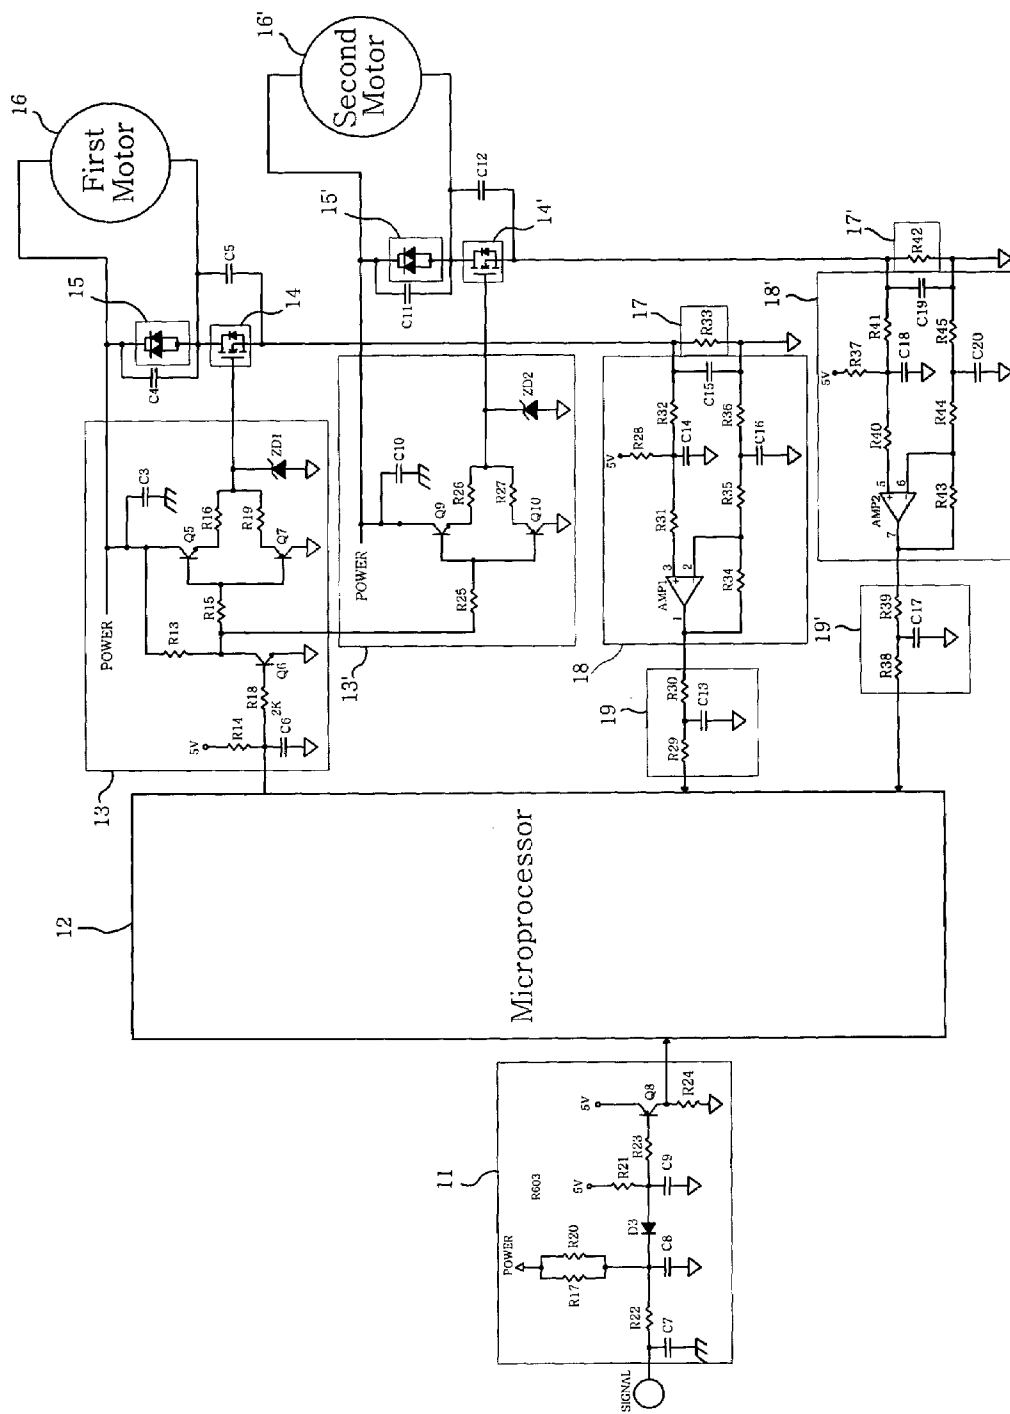 16
First
Motor
16'
Second
Motor
15
C5
14
C4
15'
C12
14'
C11
17'
R42
18'
C19
R41
R45
R37
5V
C18
C20
R40
R44
5
6
AMP2
7
R43
17
R33
C15
R32
R36
R28
5V
C14
C16
R31
R35
3
2
AMP1
1
R34
18
POWER
C3
ZD1
Q5
R16
R19
Q7
R13
R15
Q6
R18
2K
R14
5V
C6
13
POWER
C10
ZD2
Q9
R26
R27
Q10
R25
13'
19
R30
C13
R29
19'
R39
C17
R38
12
Microprocessor
11
R603
5V
Q8
R24
R23
R21
5V
C9
D3
POWER
R20
R17
C8
R22
C7
SIGNAL